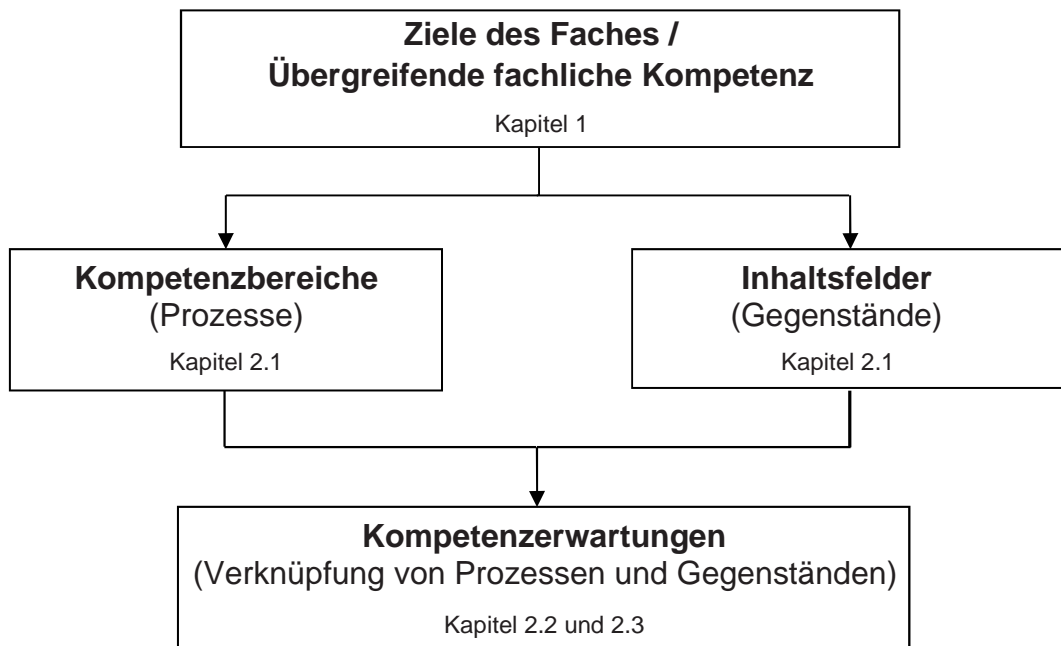 Ziele des Faches /
Übergreifende fachliche Kompetenz
Kapitel 1
Kompetenzbereiche
(Prozesse)
Kapitel 2.1
Inhaltsfelder
(Gegenstände)
Kapitel 2.1
Kompetenzerwartungen
(Verknüpfung von Prozessen und Gegenständen)
Kapitel 2.2 und 2.3